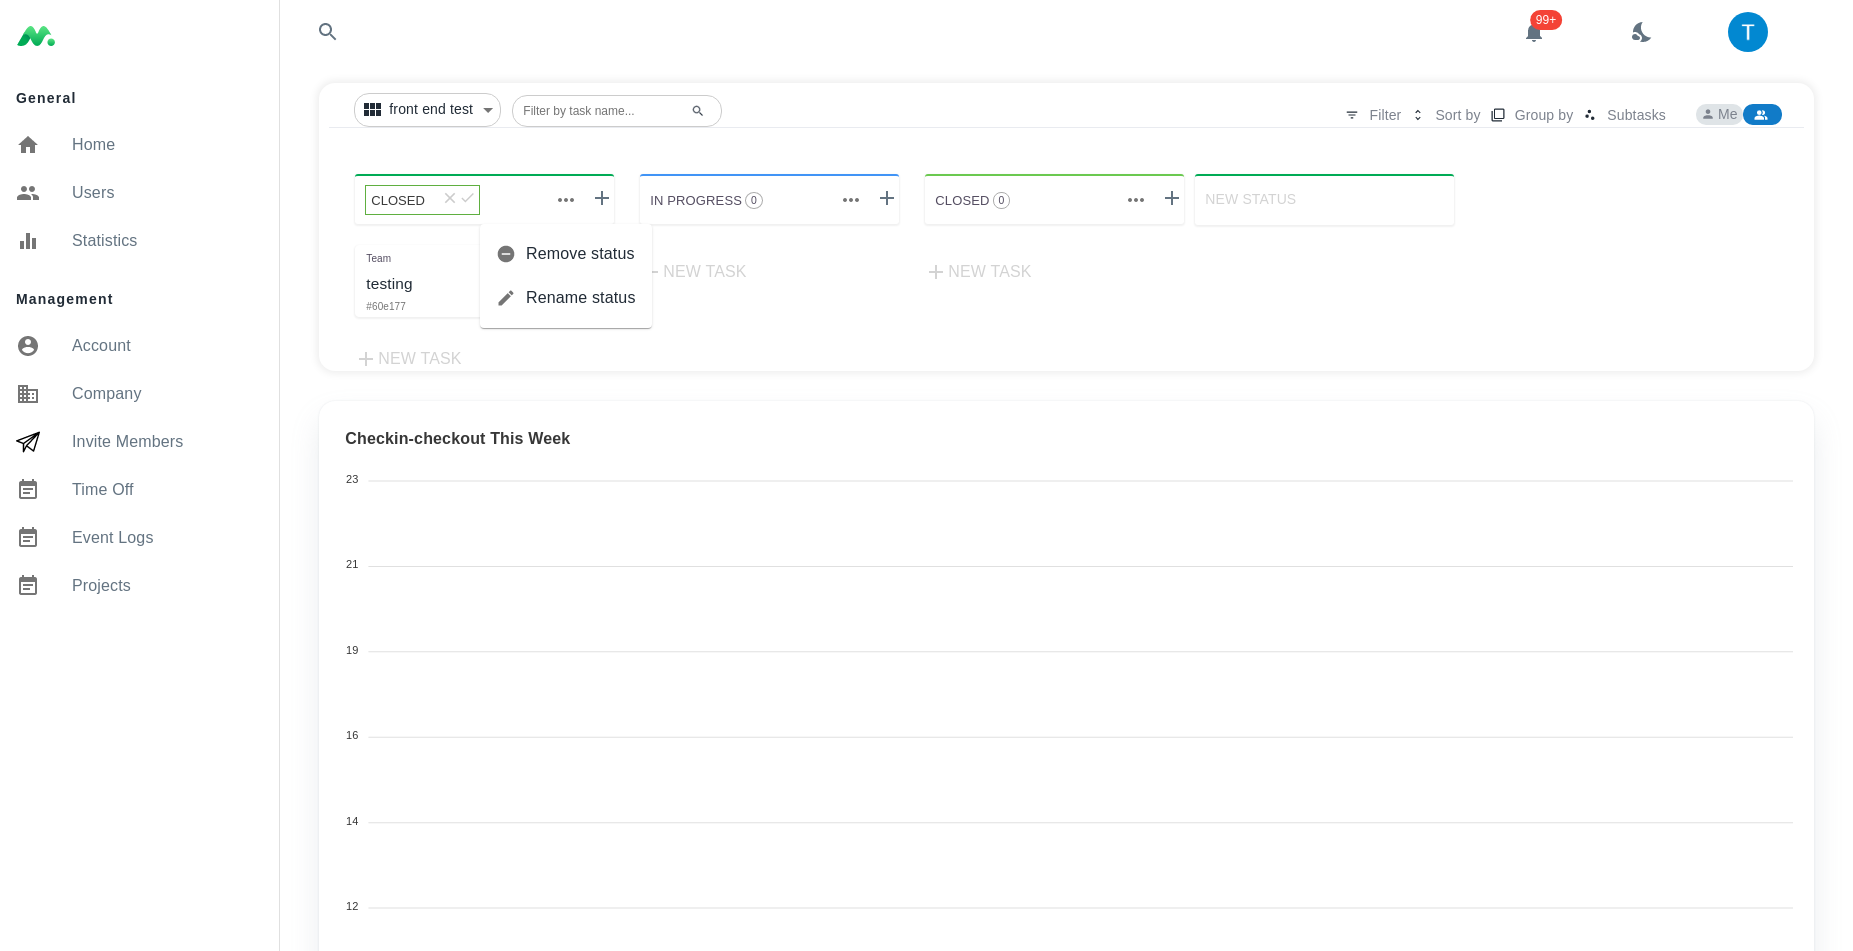 General
Home
Users
Statistics
Management
Account
Company
Invite Members
Time Off
Event Logs
Projects
99+
T
front end test
Filter by task name...
Filter
Sort by
Group by
Subtasks
Me
CLOSED
IN PROGRESS 0
CLOSED 0
NEW STATUS
Team
testing
#60e177
Remove status
Rename status
NEW TASK
NEW TASK
NEW TASK
Checkin-checkout This Week
23
21
19
16
14
12